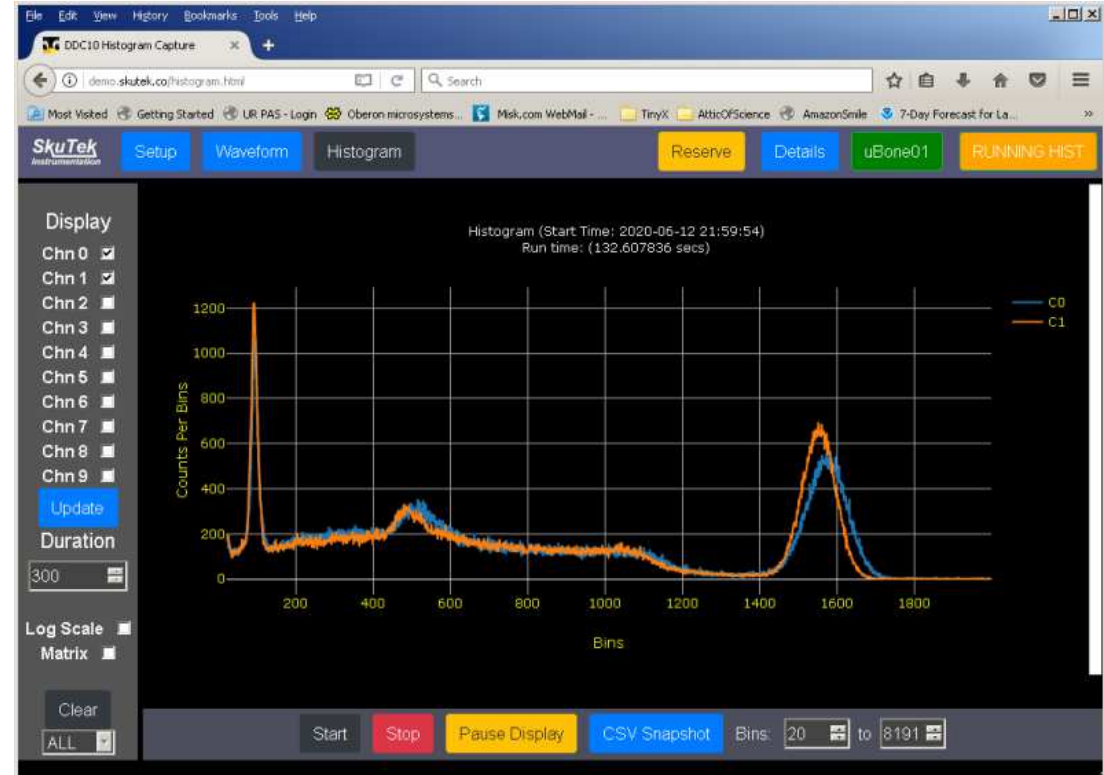 File Edit View History Bookmarks Tools Help
DDC10 Histogram Capture × +
demo.skutek.co/histogram.html Search
Most Visited Getting Started UR PAS - Login Oberon microsystems... Misk.com WebMail - ... TinyX AtticOfScience AmazonSmile 7-Day Forecast for La... »
SkuTek Setup Waveform Histogram Reserve Details uBone01 RUNNING HIST
Instrumentation
Display
Chn 0
Chn 1
Chn 2
Chn 3
Chn 4
Chn 5
Chn 6
Chn 7
Chn 8
Chn 9
Update
Duration
300
Log Scale
Matrix
Clear
ALL
Histogram (Start Time: 2020-06-12 21:59:54)
Run time: (132.607836 secs)
C0
C1
Counts Per Bins
1200
1000
800
600
400
200
0
200 400 600 800 1000 1200 1400 1600 1800
Bins
Start Stop Pause Display CSV Snapshot Bins: 20 to 8191